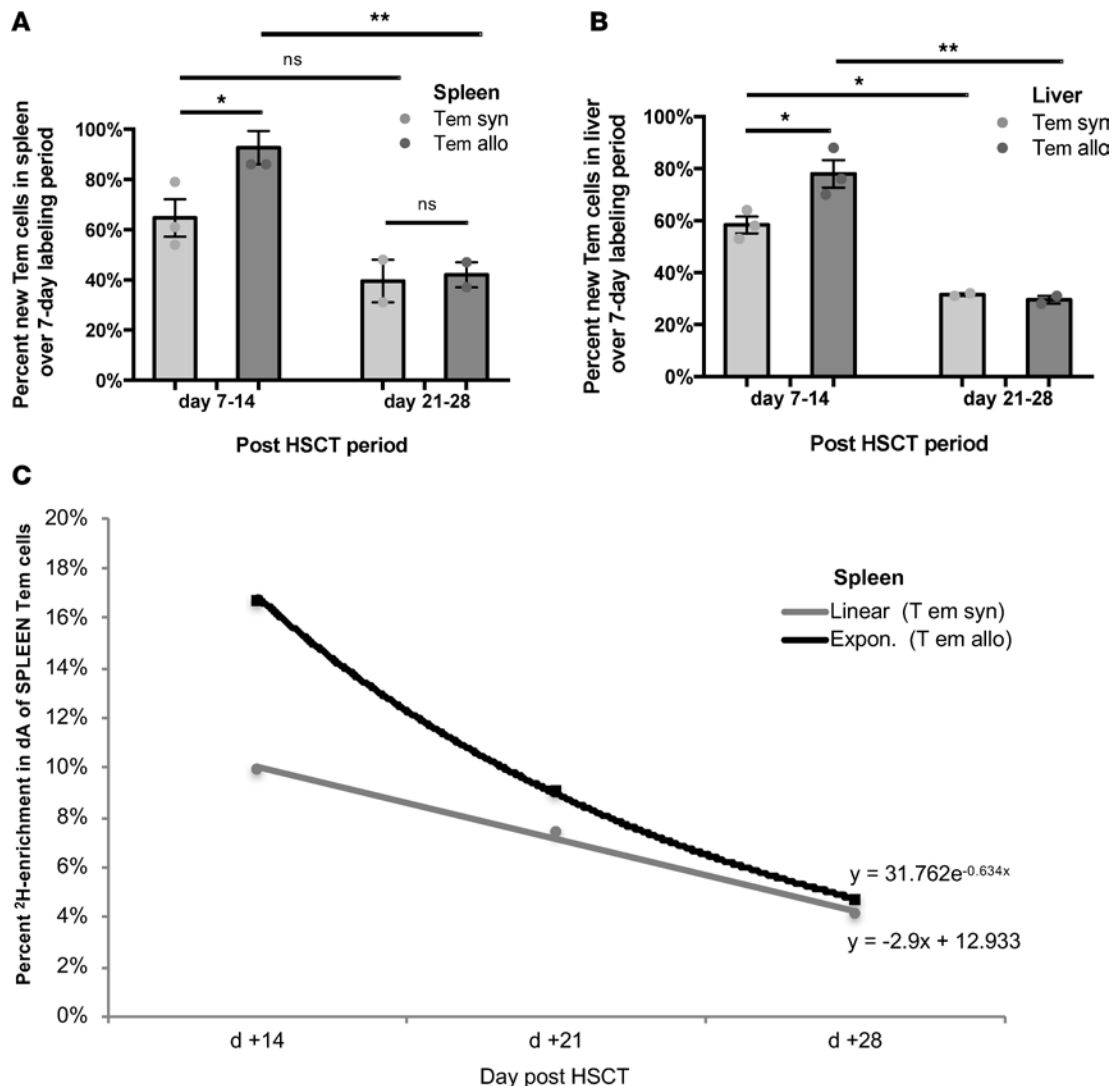 A
**
ns
*
Spleen
Tem syn
Tem allo
Percent new Tem cells in spleen
over 7-day labeling period
100%
80%
60%
40%
20%
0%
ns
day 7-14
day 21-28
Post HSCT period
B
**
*
*
Liver
Tem syn
Tem allo
Percent new Tem cells in liver
over 7-day labeling period
100%
80%
60%
40%
20%
0%
day 7-14
day 21-28
Post HSCT period
C
Percent ²H-enrichment in dA of SPLEEN Tem cells
20%
18%
16%
14%
12%
10%
8%
6%
4%
2%
0%
Spleen
Linear (T em syn)
Expon. (T em allo)
y = 31.762e⁻⁰·⁶³⁴ˣ
y = -2.9x + 12.933
d +14
d +21
d +28
Day post HSCT